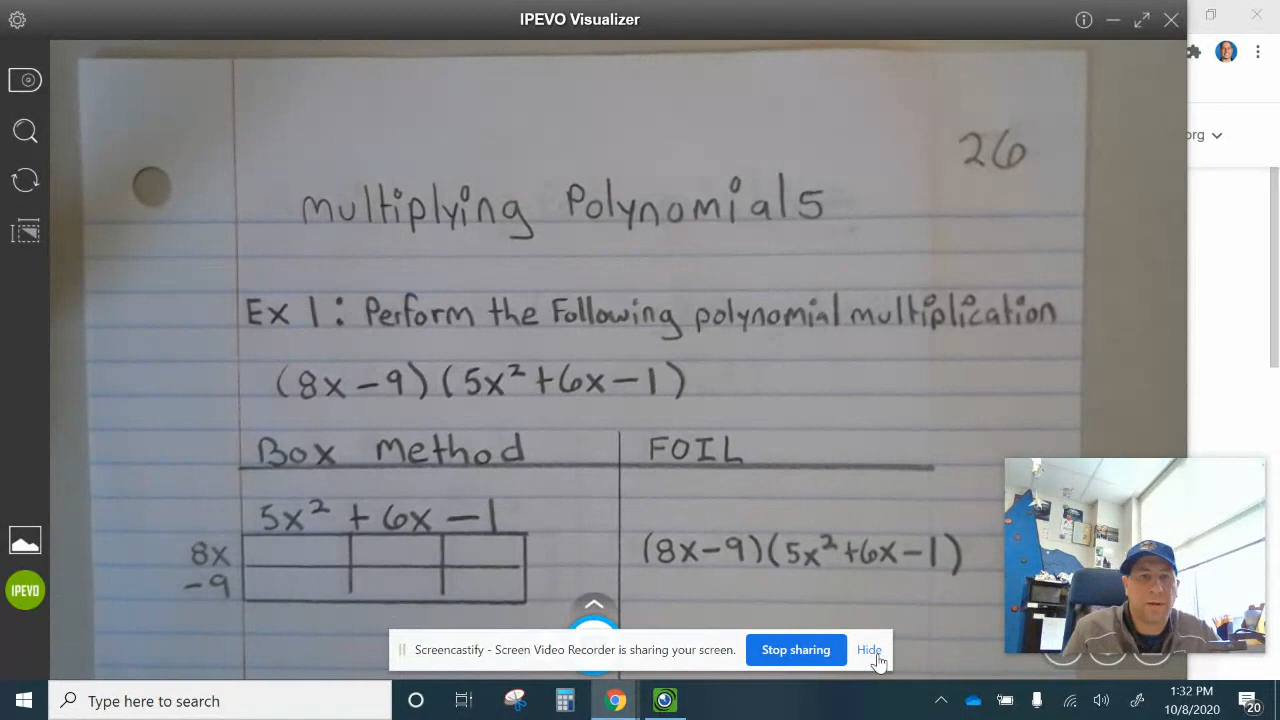 IPEVO Visualizer
org
26
Multiplying Polynomials
Ex 1: Perform the Following polynomial multiplication
(8x-9)(5x²+6x-1)
Box Method
FOIL
5x² + 6x -1
8x
-9
(8x-9)(5x²+6x-1)
IPEVO
Screencastify - Screen Video Recorder is sharing your screen.
Stop sharing
Hide
Type here to search
1:32 PM
10/8/2020
20